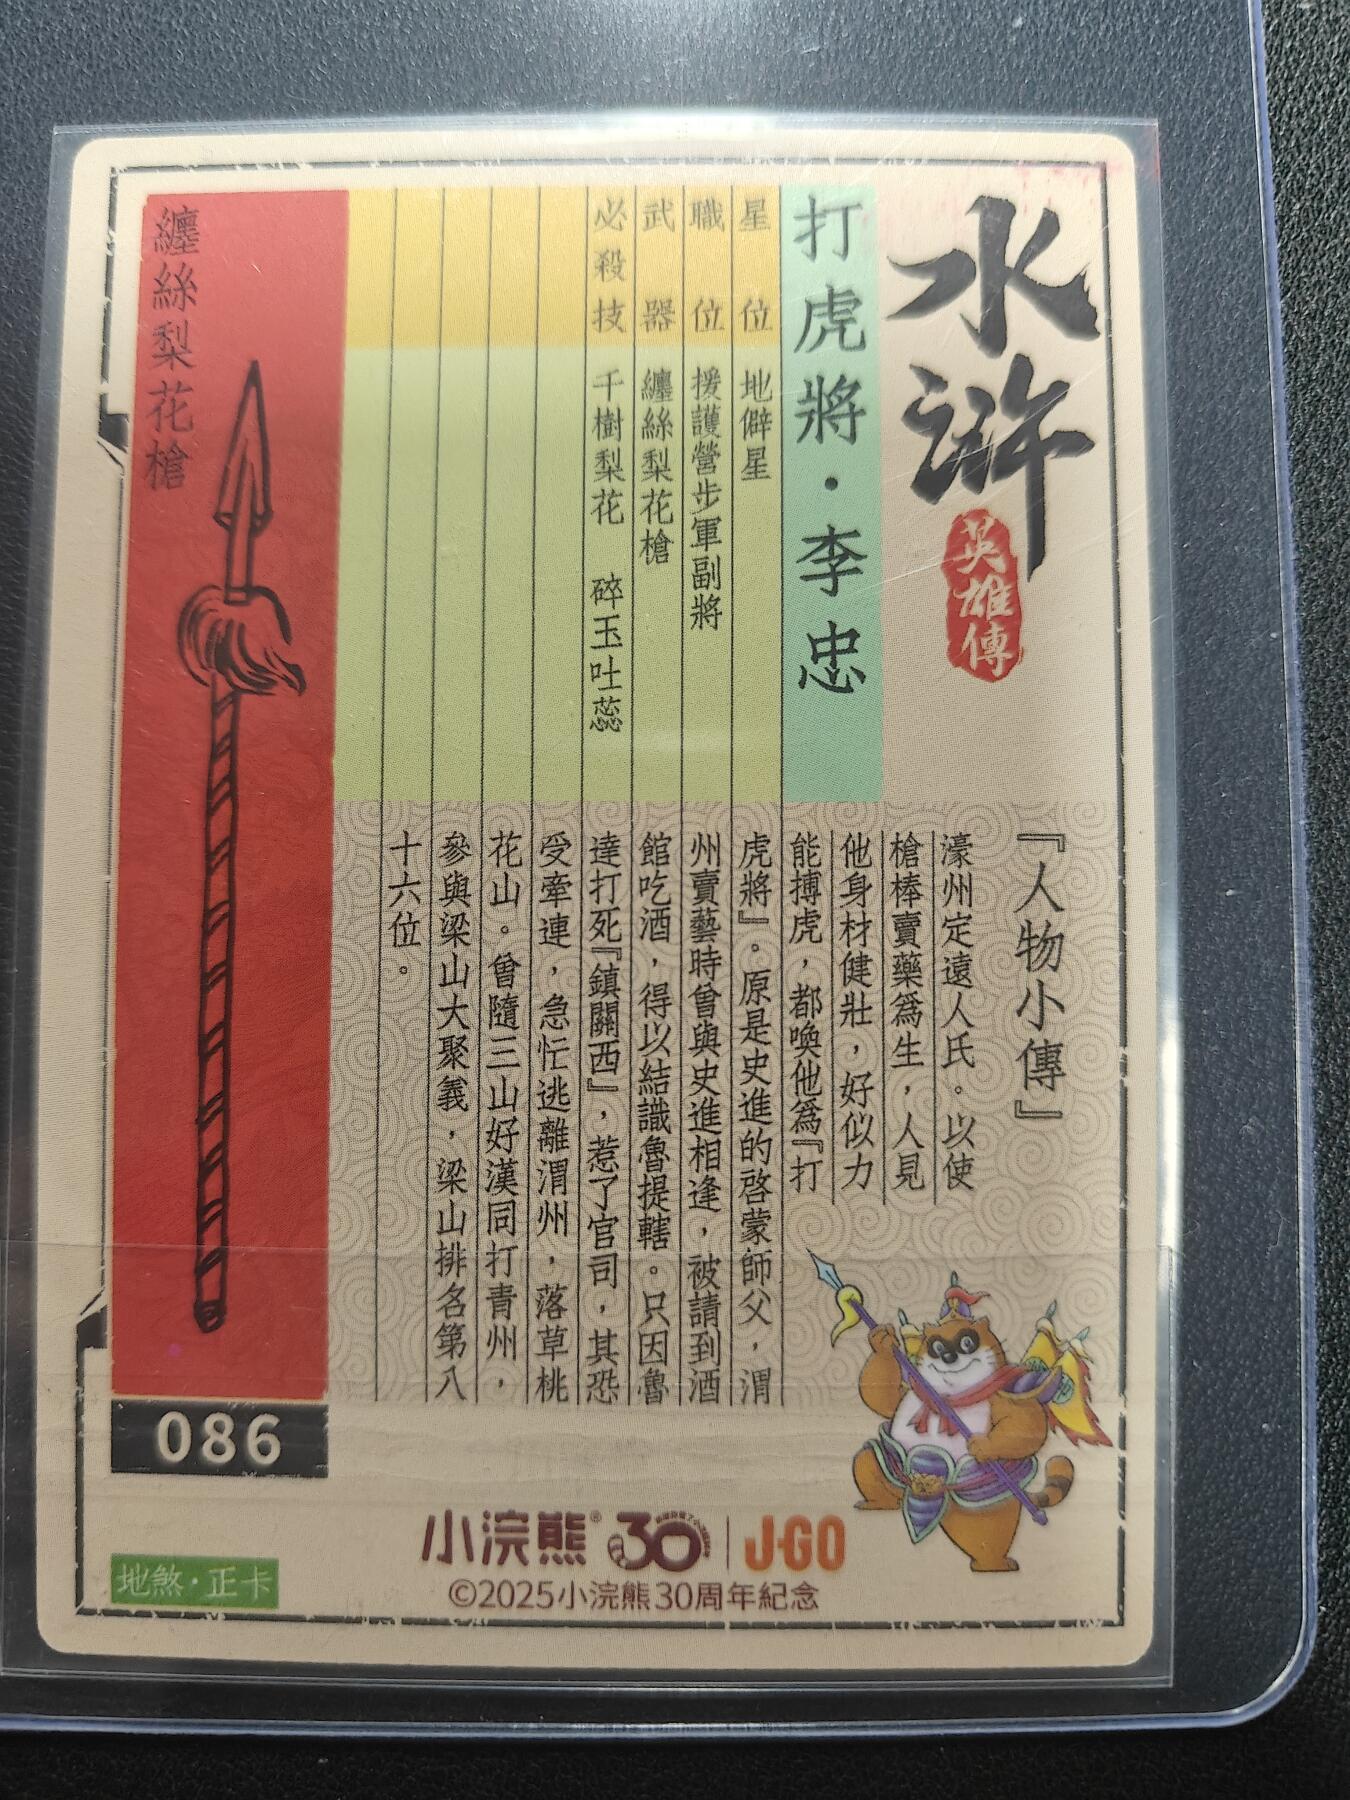 水滸
英雄傳
打虎將·李忠
星位 地僻星
職位 援護營步軍副將
武器 纏絲梨花槍
必殺技 千樹梨花 碎玉吐蕊
『人物小傳』
濠州定遠人氏。以使
槍棒賣藥爲生，人見
他身材健壯，好似力
能搏虎，都喚他爲『打
虎將』。原是史進的啓蒙師父，渭
州賣藝時曾與史進相逢，被請到酒
館吃酒，得以結識魯提轄。只因魯
達打死『鎮關西』，惹了官司，其恐
受牽連，急忙逃離渭州，落草桃
花山。曾隨三山好漢同打青州，
參與梁山大聚義，梁山排名第八
十六位。
纏絲梨花槍
086
地煞·正卡
小浣熊® 30 | J·GO
©2025小浣熊30周年紀念